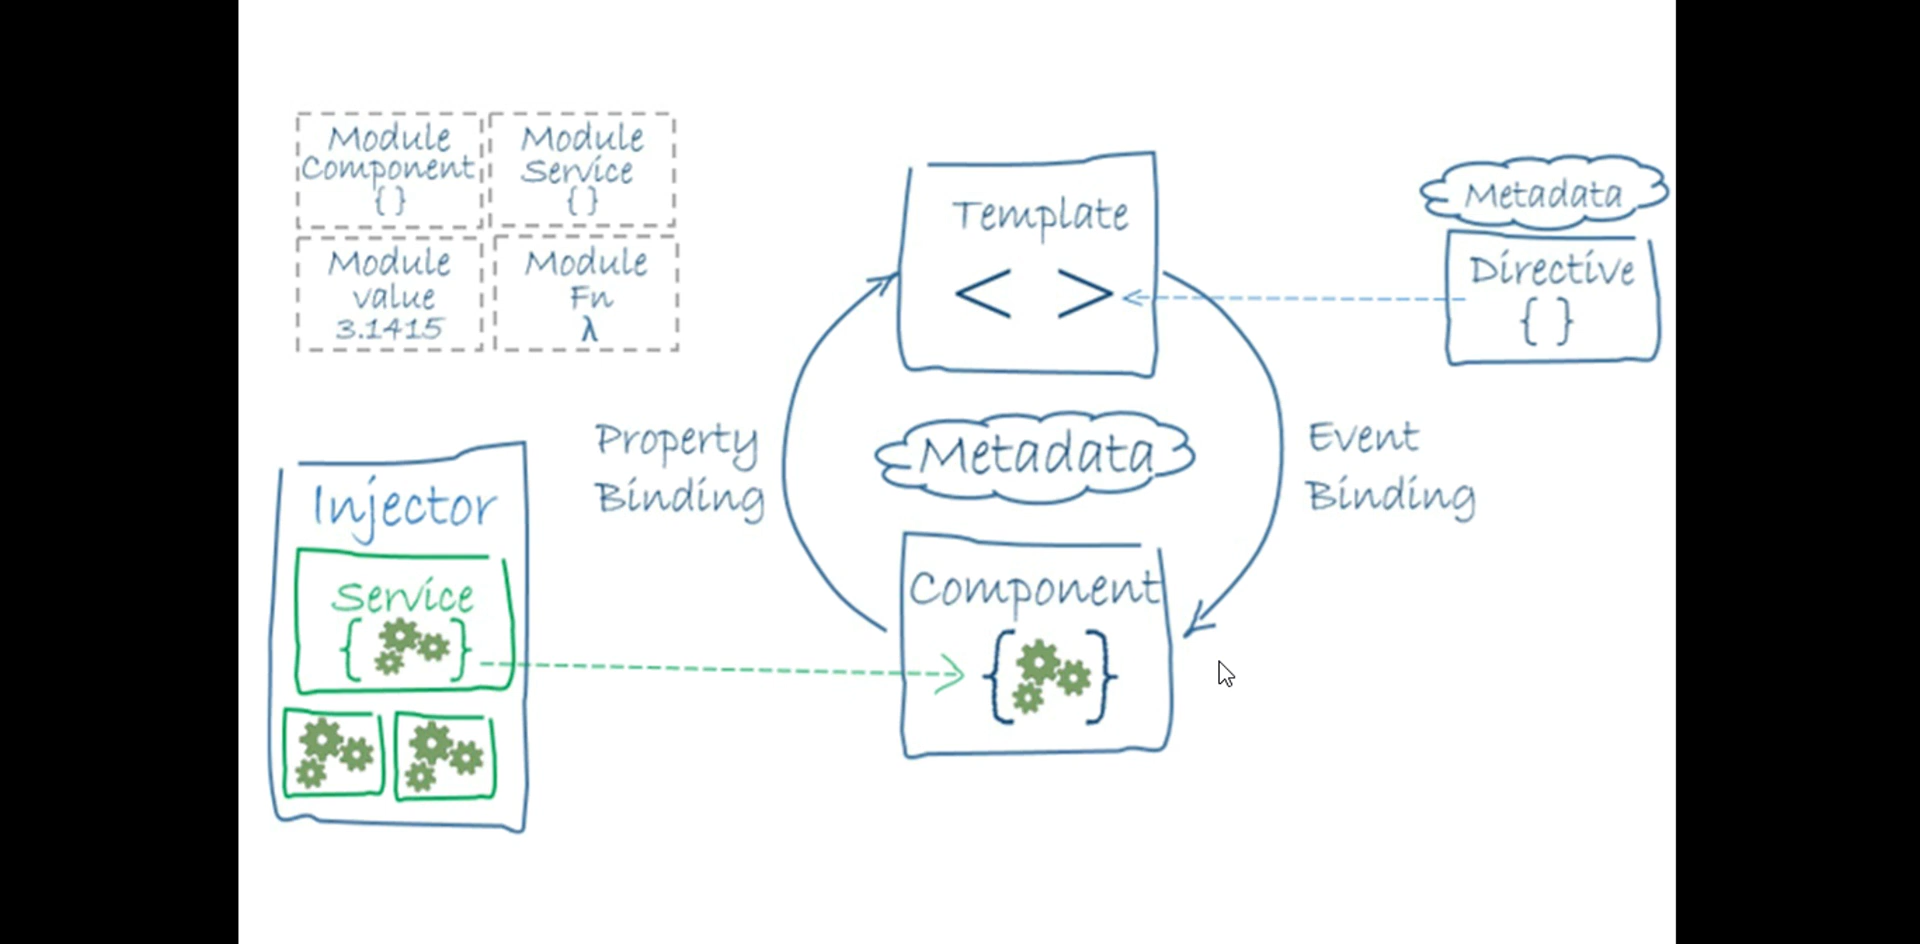 Module
Component
{ }
Module
Service
{ }
Module
value
3.1415
Module
Fn
λ
Template
< >
Metadata
Directive
{ }
Property
Binding
Metadata
Event
Binding
Injector
Service
{ }
Component
{ }